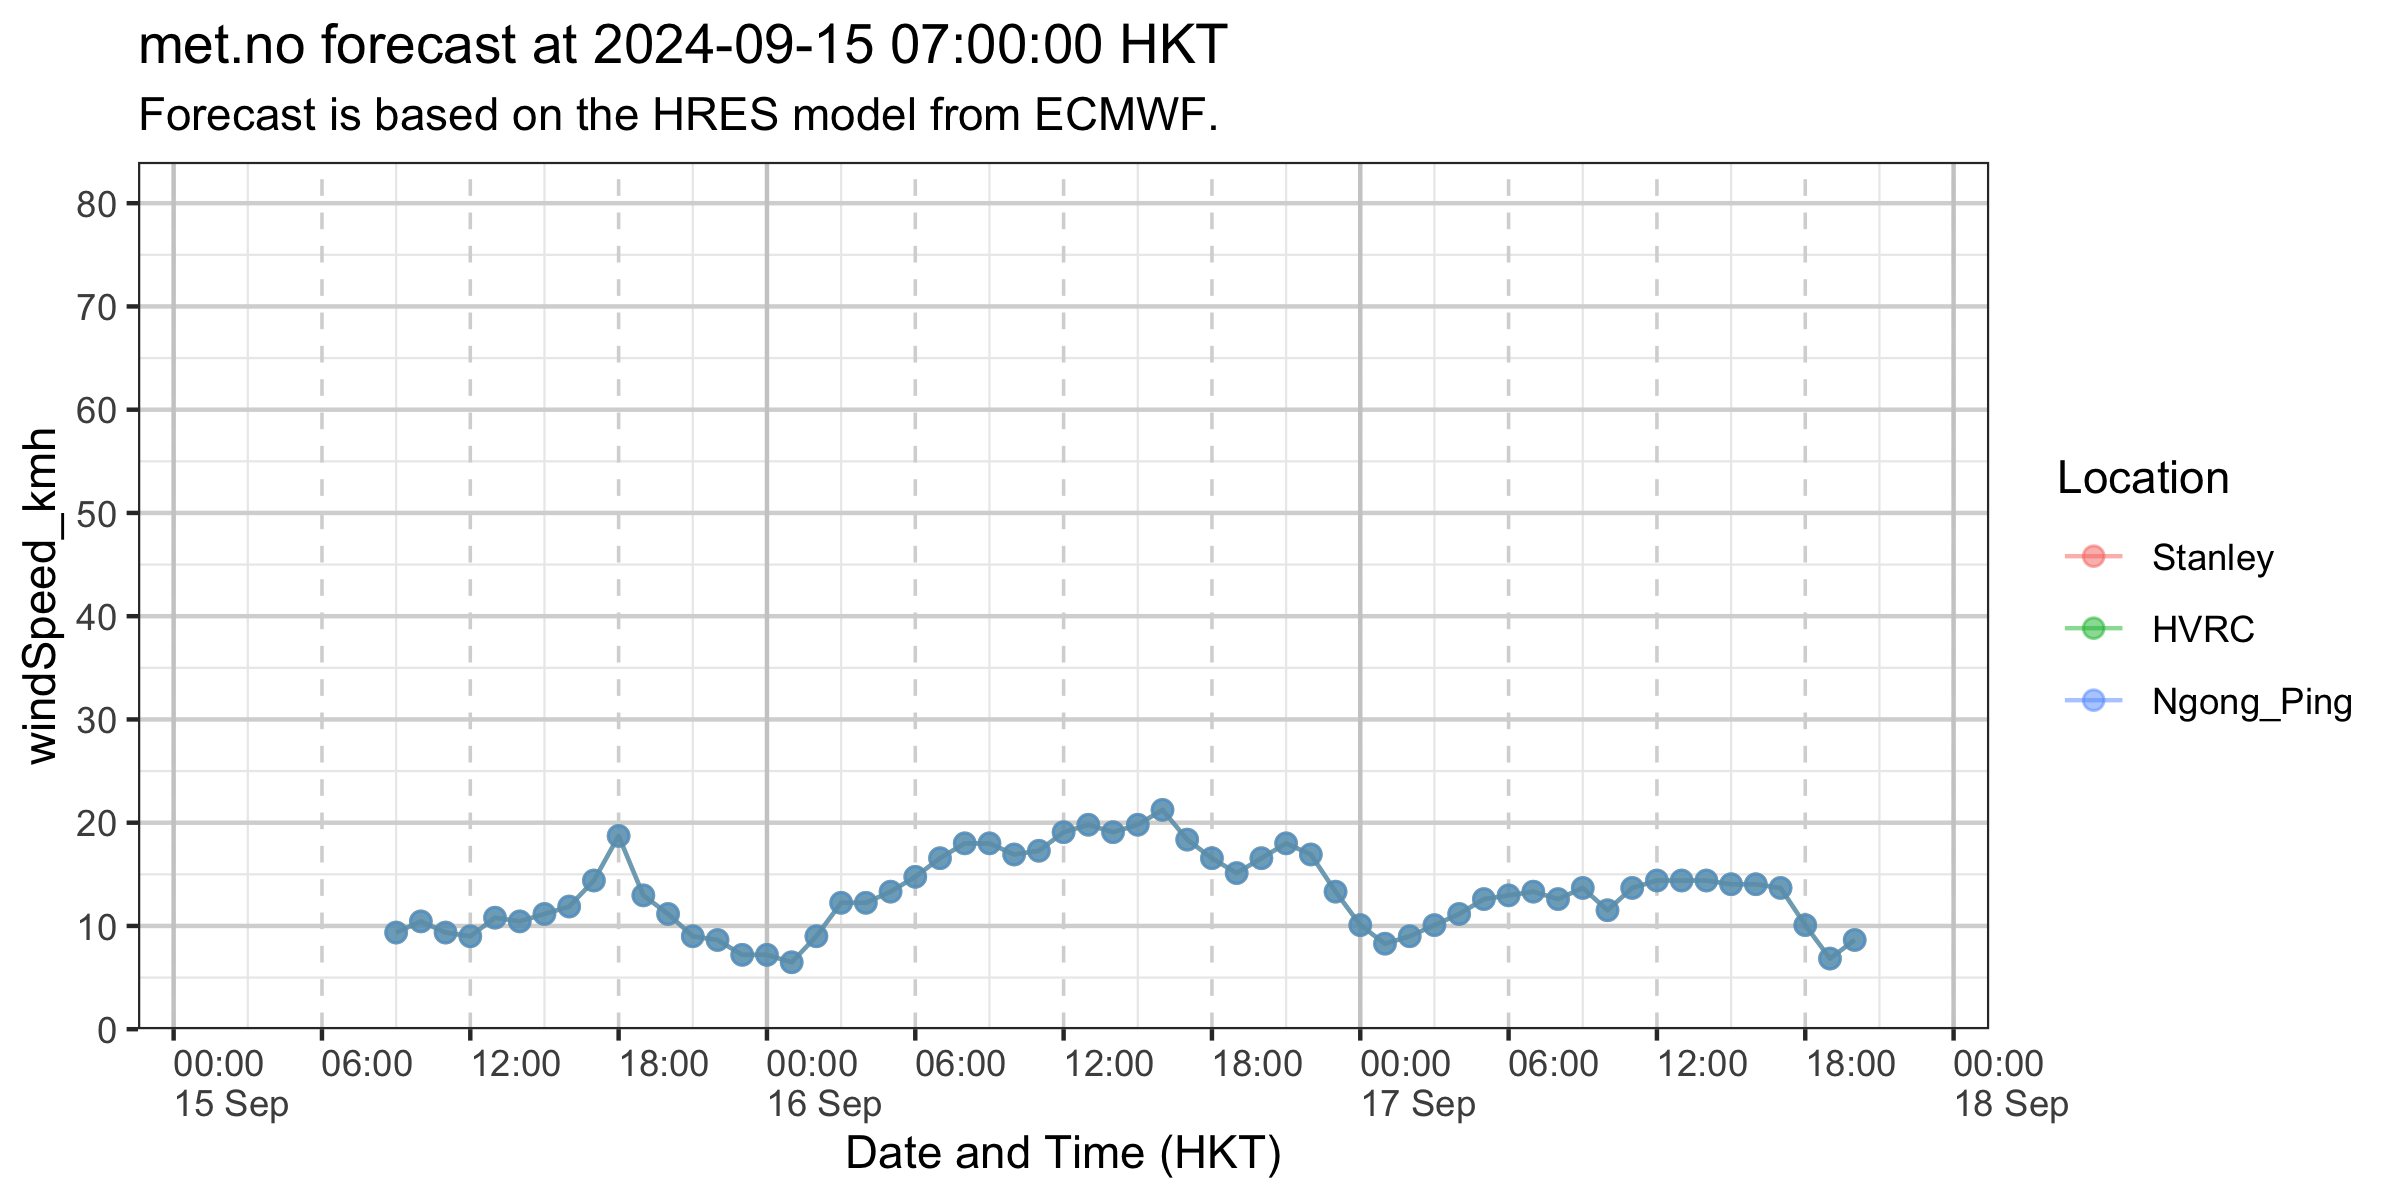 met.no forecast at 2024-09-15 07:00:00 HKT
Forecast is based on the HRES model from ECMWF.
windSpeed_kmh
80
70
60
50
40
30
20
10
0
00:00 06:00 12:00 18:00 00:00 06:00 12:00 18:00 00:00 06:00 12:00 18:00 00:00
15 Sep 16 Sep 17 Sep 18 Sep
Date and Time (HKT)
Location
Stanley
HVRC
Ngong_Ping